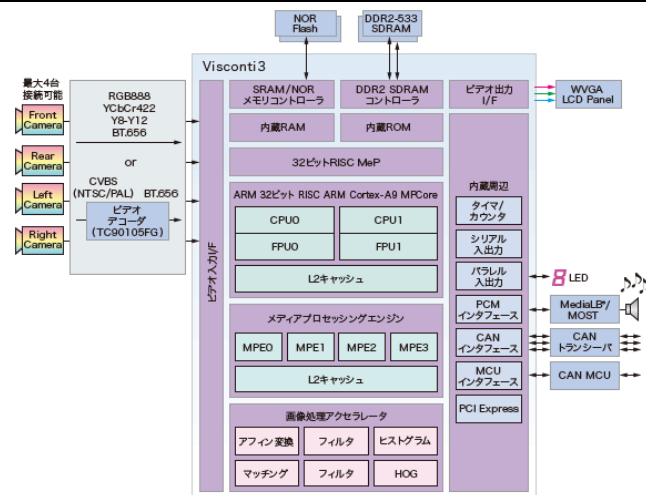 NOR
Flash
DDR2-533
SDRAM
Visconti3
最大4台
接続可能
Front
Camera
Rear
Camera
Left
Camera
Right
Camera
RGB888
YCbCr422
Y8-Y12
BT.656
or
CVBS
(NTSC/PAL) BT.656
ビデオ
デコーダ
(TC90105FG)
ビデオ入力I/F
SRAM/NOR
メモリコントローラ
DDR2 SDRAM
コントローラ
内蔵RAM
内蔵ROM
32ビットRISC MeP
ARM 32ビット RISC ARM Cortex-A9 MPCore
CPU0
CPU1
FPU0
FPU1
L2キャッシュ
メディアプロセッシングエンジン
MPE0
MPE1
MPE2
MPE3
L2キャッシュ
画像処理アクセラレータ
アフィン変換
フィルタ
ヒストグラム
マッチング
フィルタ
HOG
ビデオ出力
I/F
内蔵周辺
タイマ/
カウンタ
シリアル
入出力
パラレル
入出力
PCM
インタフェース
CAN
インタフェース
MCU
インタフェース
PCI Express
WVGA
LCD Panel
8 LED
MediaLB®/
MOST
CAN
トランシーバ
CAN MCU